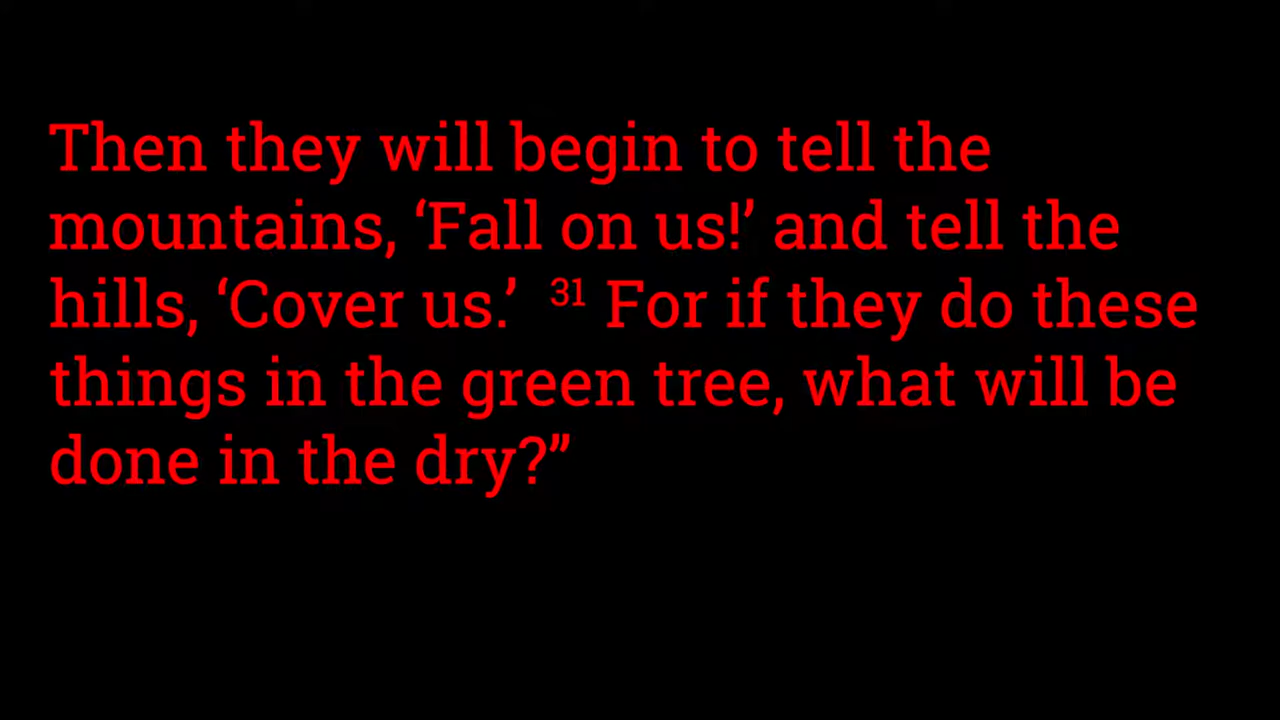 Then they will begin to tell the
mountains, ‘Fall on us!’ and tell the
hills, ‘Cover us.’ 31 For if they do these
things in the green tree, what will be
done in the dry?”